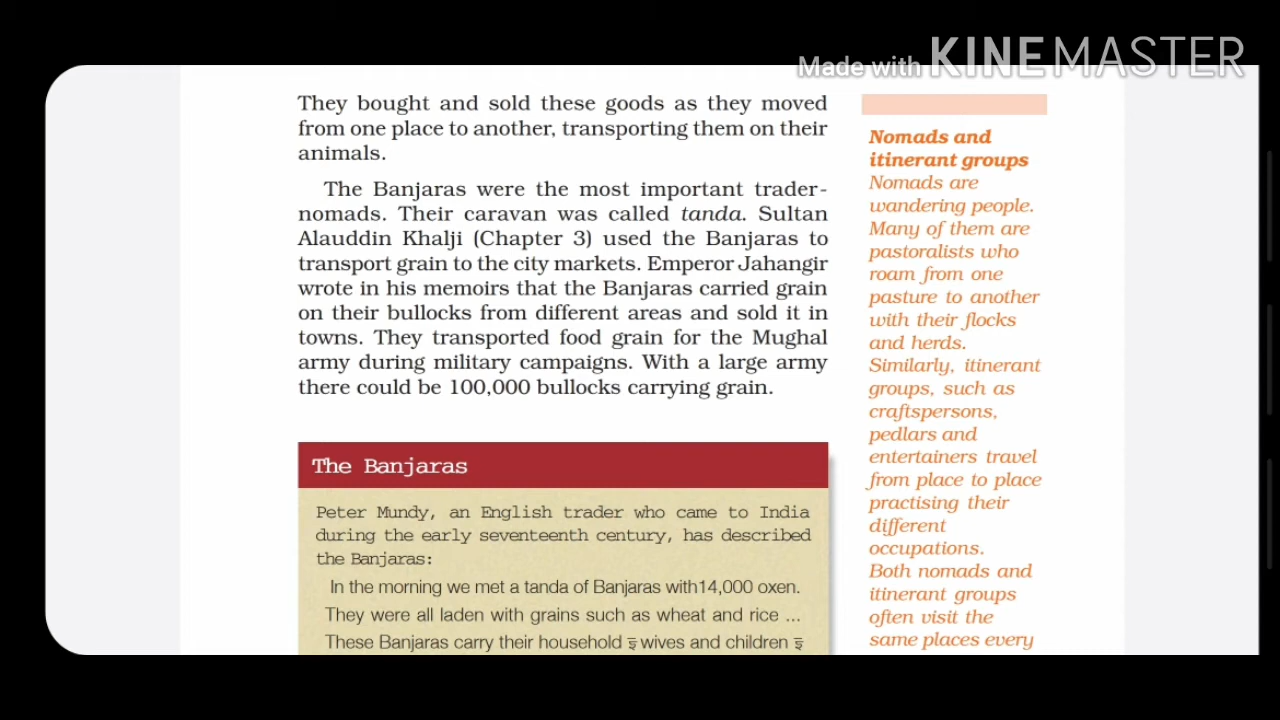 Made with KINEMASTER
They bought and sold these goods as they moved
from one place to another, transporting them on their
animals.
The Banjaras were the most important trader-
nomads. Their caravan was called tanda. Sultan
Alauddin Khalji (Chapter 3) used the Banjaras to
transport grain to the city markets. Emperor Jahangir
wrote in his memoirs that the Banjaras carried grain
on their bullocks from different areas and sold it in
towns. They transported food grain for the Mughal
army during military campaigns. With a large army
there could be 100,000 bullocks carrying grain.
The Banjaras
Peter Mundy, an English trader who came to India
during the early seventeenth century, has described
the Banjaras:
In the morning we met a tanda of Banjaras with14,000 oxen.
They were all laden with grains such as wheat and rice ...
These Banjaras carry their household इ wives and children इ
Nomads and
itinerant groups
Nomads are
wandering people.
Many of them are
pastoralists who
roam from one
pasture to another
with their flocks
and herds.
Similarly, itinerant
groups, such as
craftspersons,
pedlars and
entertainers travel
from place to place
practising their
different
occupations.
Both nomads and
itinerant groups
often visit the
same places every